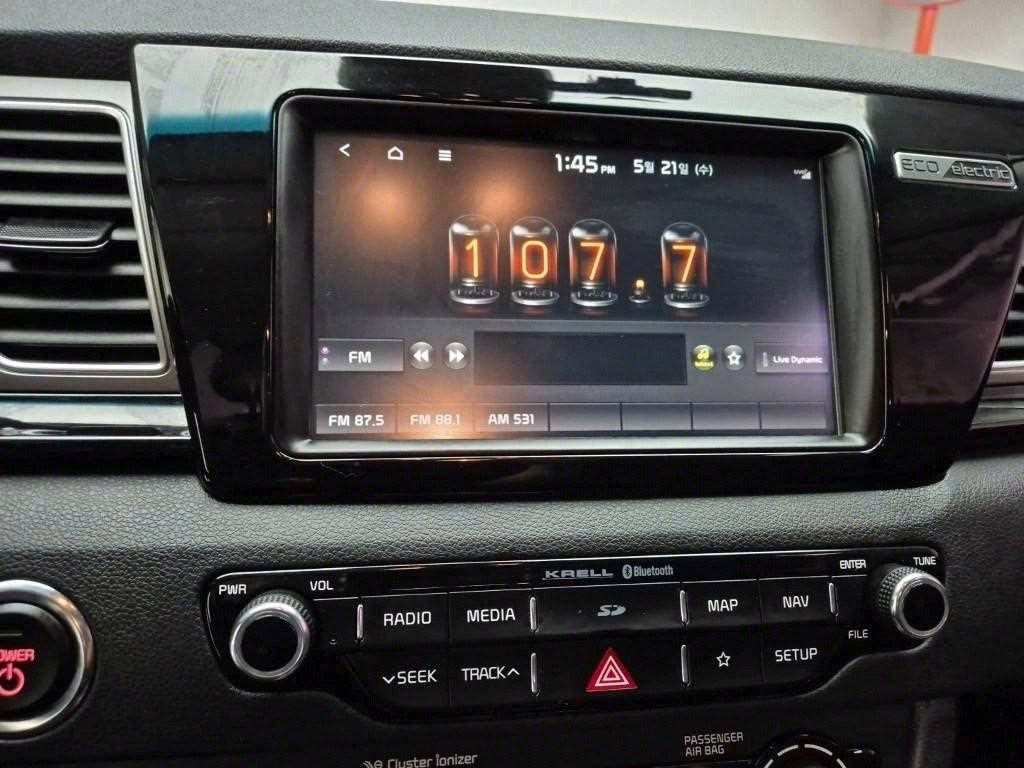 1:45 PM 5월 21일 (수)
ECO electric
107.7
FM
Live Dynamic
FM 87.5 FM 88.1 AM 531
KRELL Bluetooth
PWR VOL ENTER TUNE
RADIO MEDIA SD MAP NAV
FILE
SEEK TRACK SETUP
POWER
PASSENGER
AIR BAG
Cluster Ionizer